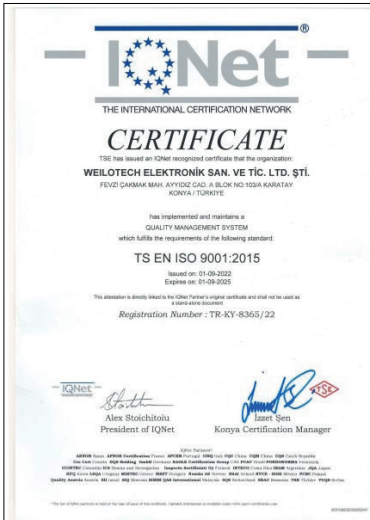 IQNet
®
THE INTERNATIONAL CERTIFICATION NETWORK
CERTIFICATE
TSE has issued an IQNet recognized certificate that the organization:
WEILOTECH ELEKTRONİK SAN. VE TİC. LTD. ŞTİ.
FEVZİ ÇAKMAK MAH. AYYIDIZ CAD. A BLOK NO:103/A KARATAY
KONYA / TÜRKİYE
has implemented and maintains a
QUALITY MANAGEMENT SYSTEM
which fulfills the requirements of the following standard:
TS EN ISO 9001:2015
Issued on: 01-09-2022
Expires on: 01-09-2025
This attestation is directly linked to the IQNet Partner's original certificate and shall not be used as
a stand-alone document
Registration Number : TR-KY-8365/22
IQNet
TSE
Alex Stoichitoiu
President of IQNet
İzzet Şen
Konya Certification Manager
IQNet Partners*: